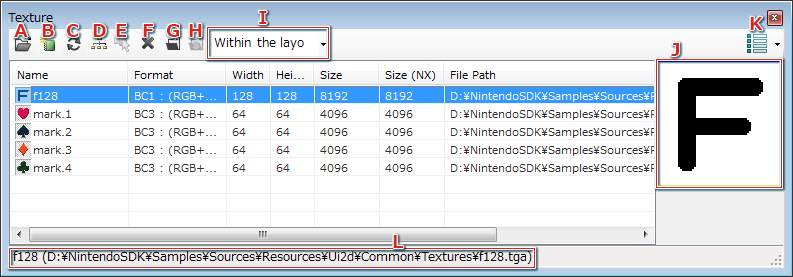 Texture
I
A B C D E F G H
Within the layo
K
J
Name Format Width Hei... Size Size (NX) File Path
f128 BC1 : (RGB+... 128 128 8192 8192 D:¥NintendoSDK¥Samples¥Sources¥F
mark.1 BC3 : (RGB+... 64 64 4096 4096 D:¥NintendoSDK¥Samples¥Sources¥F
mark.2 BC3 : (RGB+... 64 64 4096 4096 D:¥NintendoSDK¥Samples¥Sources¥F
mark.3 BC3 : (RGB+... 64 64 4096 4096 D:¥NintendoSDK¥Samples¥Sources¥F
mark.4 BC3 : (RGB+... 64 64 4096 4096 D:¥NintendoSDK¥Samples¥Sources¥F
F
L
f128 (D:¥NintendoSDK¥Samples¥Sources¥Resources¥Ui2d¥Common¥Textures¥f128.tga)